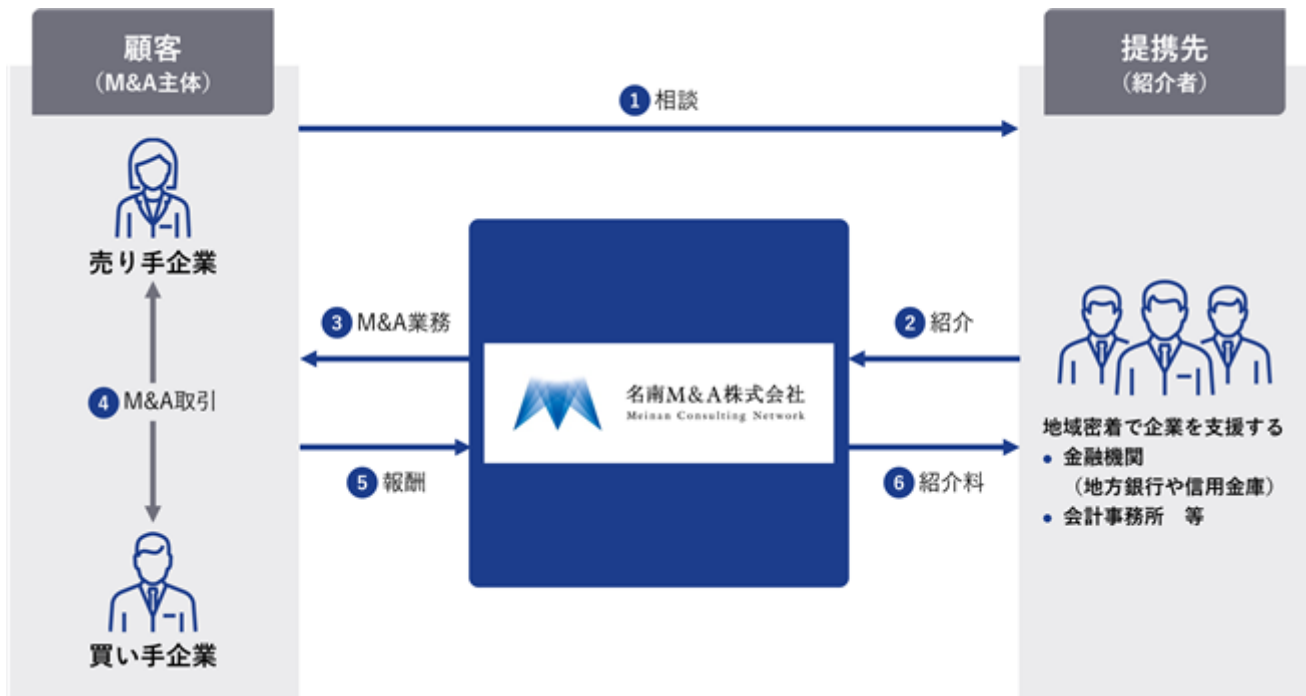 顧客
（M&A主体）
提携先
（紹介者）
1 相談
売り手企業
3 M&A業務
2 紹介
名南M&A株式会社
Meinan Consulting Network
4 M&A取引
地域密着で企業を支援する
• 金融機関
（地方銀行や信用金庫）
• 会計事務所　等
5 報酬
6 紹介料
買い手企業